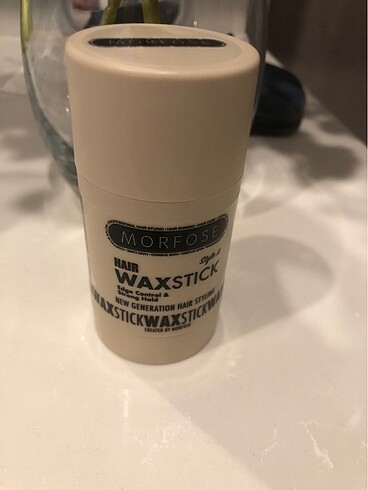 MORFOSE
Style it
HAIR
WAXSTICK
Edge Control &
Strong Hold
NEW GENERATION HAIR STYLING
WAXSTICKWAXSTICKWAX
CREATED BY MORFOSE